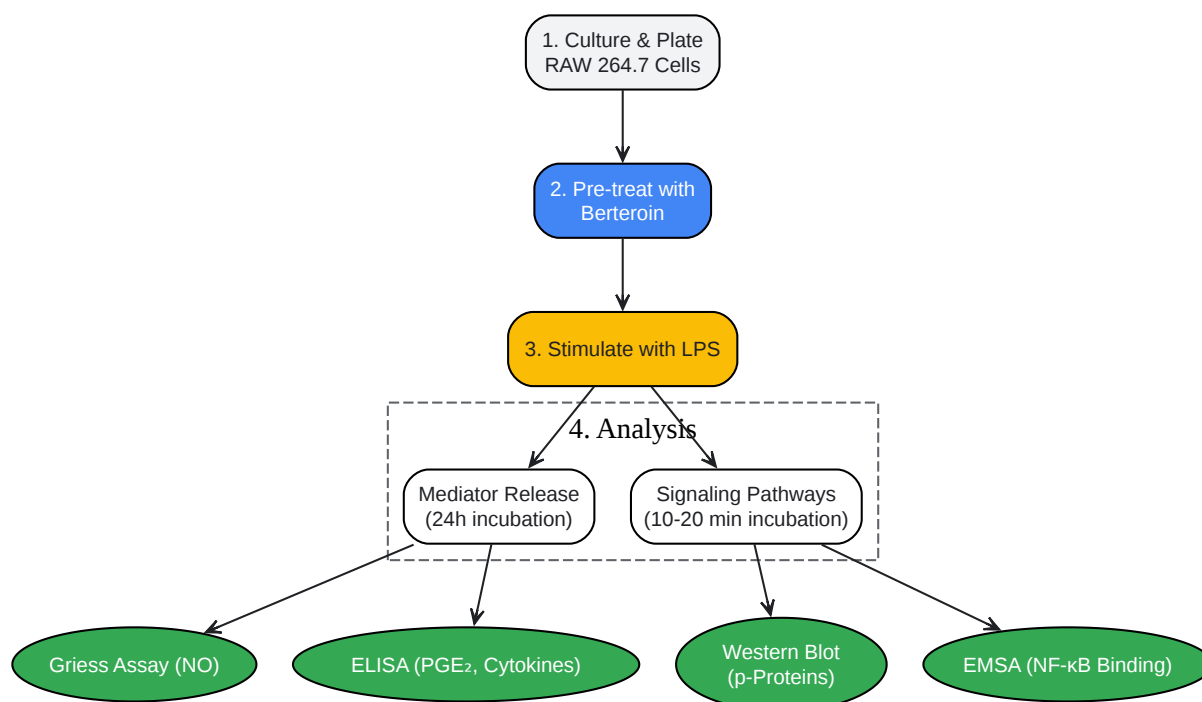 1. Culture & Plate
RAW 264.7 Cells
2. Pre-treat with
Berteroin
3. Stimulate with LPS
4. Analysis
Mediator Release
(24h incubation)
Signaling Pathways
(10-20 min incubation)
Griess Assay (NO)
ELISA (PGE₂, Cytokines)
Western Blot
(p-Proteins)
EMSA (NF-κB Binding)